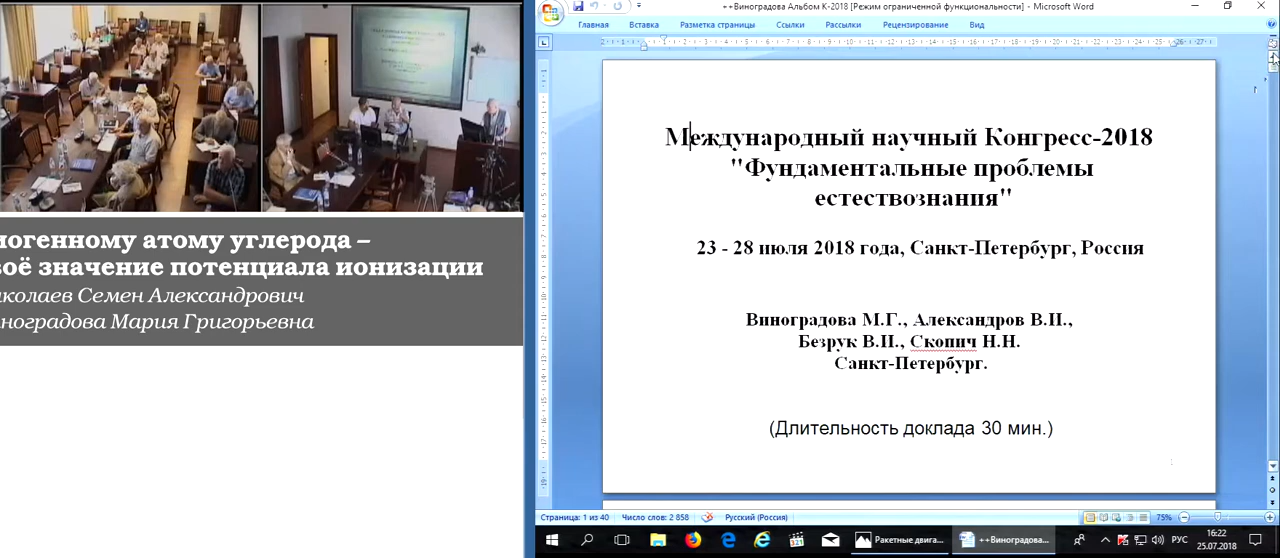 ++Виноградова Альбом К-2018 [Режим ограниченной функциональности] - Microsoft Word
Главная Вставка Разметка страницы Ссылки Рассылки Рецензирование Вид
Международный научный Конгресс-2018
"Фундаментальные проблемы
естествознания"
23 - 28 июля 2018 года, Санкт-Петербург, Россия
Виноградова М.Г., Александров В.И.,
Безрук В.И., Скопич Н.Н.
Санкт-Петербург.
(Длительность доклада 30 мин.)
иогенному атому углерода –
воё значение потенциала ионизации
иколаев Семен Александрович
иноградова Мария Григорьевна
Страница: 1 из 40 Число слов: 2 858 Русский (Россия) 75%
Ракетные двига... ++Виноградова... РУС 16:22
25.07.2018